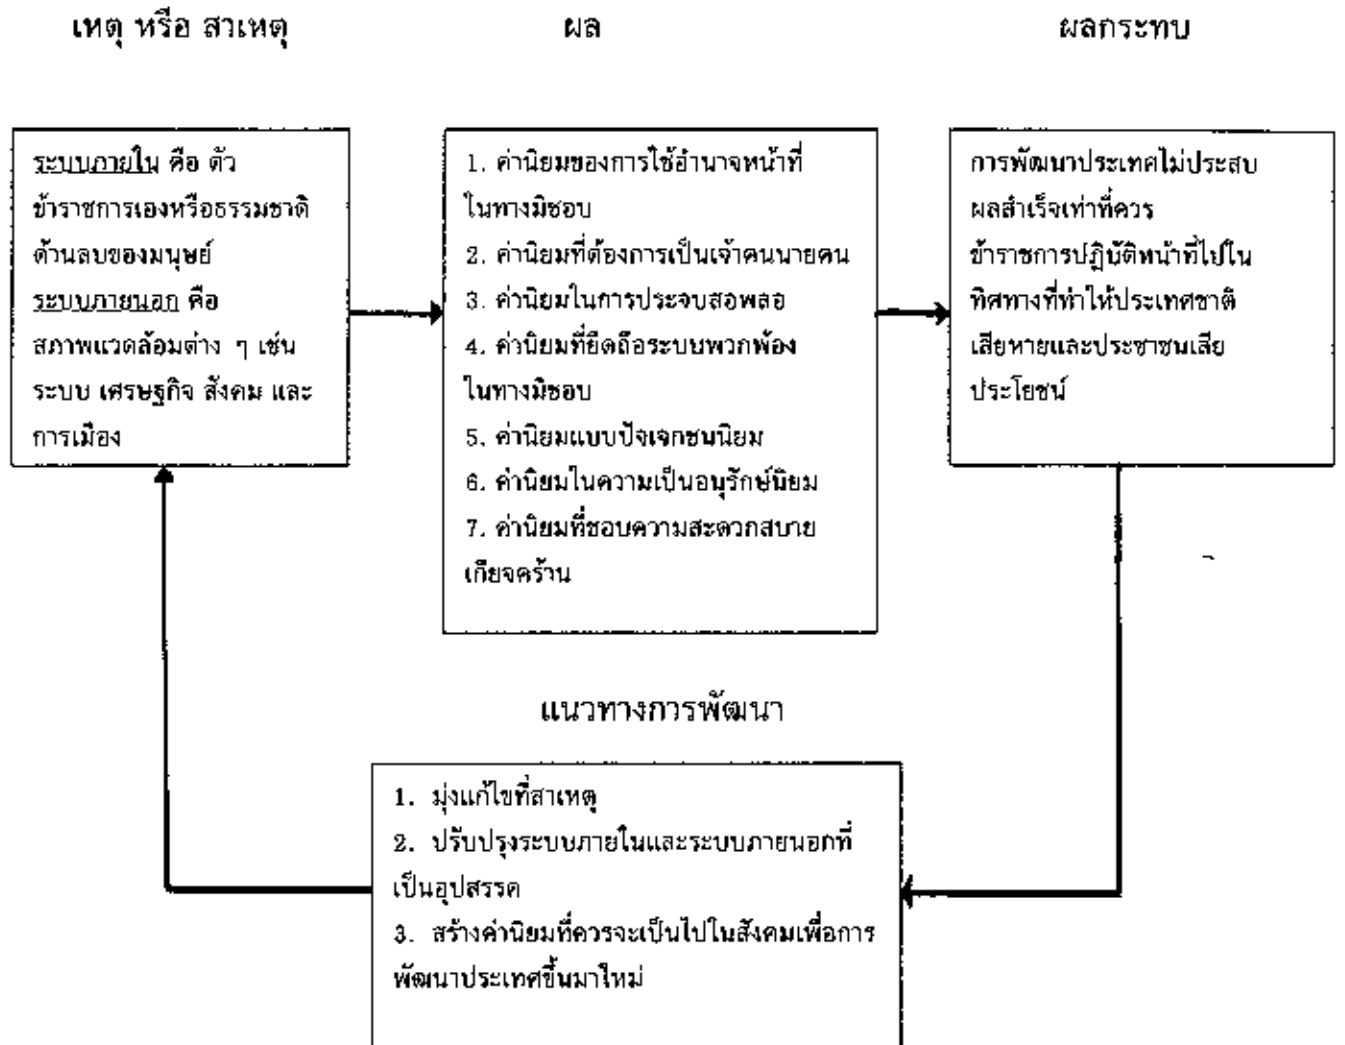 เหตุ หรือ สาเหตุ
ผล
ผลกระทบ
ระบบภายใน คือ ตัว
ข้าราชการเองหรือธรรมชาติ
ด้านลบของมนุษย์
ระบบภายนอก คือ
สภาพแวดล้อมต่าง ๆ เช่น
ระบบ เศรษฐกิจ สังคม และ
การเมือง
1. ค่านิยมของการใช้อำนาจหน้าที่
ในทางมิชอบ
2. ค่านิยมที่ต้องการเป็นเจ้าคนนายคน
3. ค่านิยมในการประจบสอพลอ
4. ค่านิยมที่ยึดถือระบบพวกพ้อง
ในทางมิชอบ
5. ค่านิยมแบบปัจเจกชนนิยม
6. ค่านิยมในความเป็นอนุรักษ์นิยม
7. ค่านิยมที่ชอบความสะดวกสบาย
เกียจคร้าน
การพัฒนาประเทศไม่ประสบ
ผลสำเร็จเท่าที่ควร
ข้าราชการปฏิบัติหน้าที่ไปใน
ทิศทางที่ทำให้ประเทศชาติ
เสียหายและประชาชนเสีย
ประโยชน์
แนวทางการพัฒนา
1. มุ่งแก้ไขที่สาเหตุ
2. ปรับปรุงระบบภายในและระบบภายนอกที่
เป็นอุปสรรค
3. สร้างค่านิยมที่ควรจะเป็นไปในสังคมเพื่อการ
พัฒนาประเทศขึ้นมาใหม่